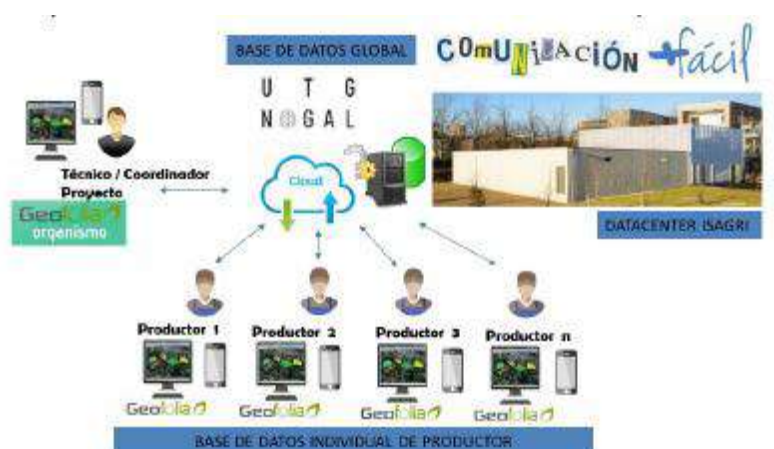 BASE DE DATOS GLOBAL
COmUNiCACIÓN +fácil
U T G
NOGAL
Técnico / Coordinador
Proyecto
Geofolia
organismo
Cloud
DATACENTER ISAGRI
Productor 1
Productor 2
Productor 3
Productor n
Geofolia
Geofolia
Geofolia
Geofolia
BASE DE DATOS INDIVIDUAL DE PRODUCTOR